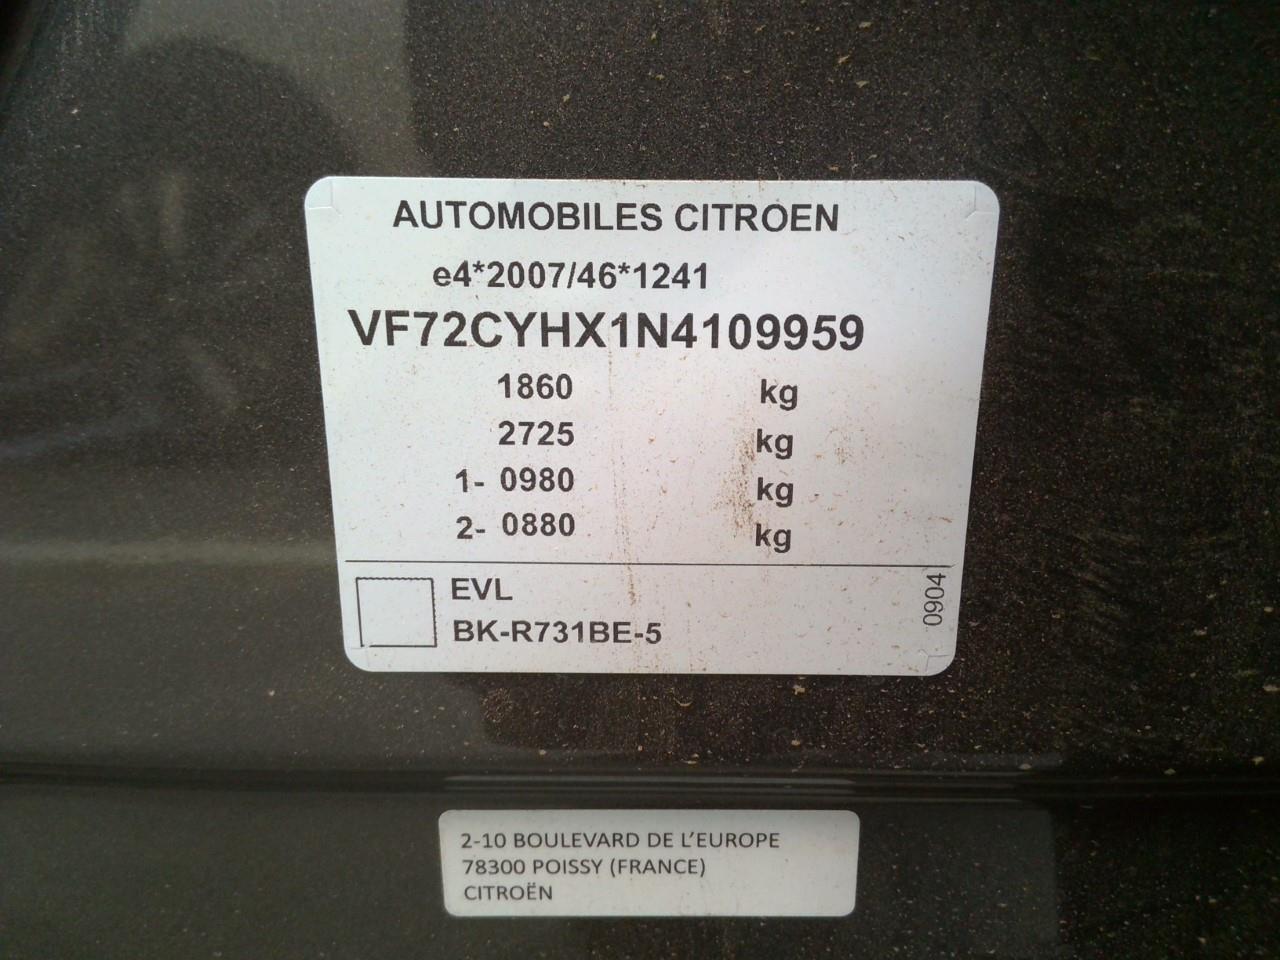 AUTOMOBILES CITROEN
e4*2007/46*1241
VF72CYHX1N4109959
1860 kg
2725 kg
1- 0980 kg
2- 0880 kg
EVL
BK-R731BE-5
0904
2-10 BOULEVARD DE L'EUROPE
78300 POISSY (FRANCE)
CITROËN